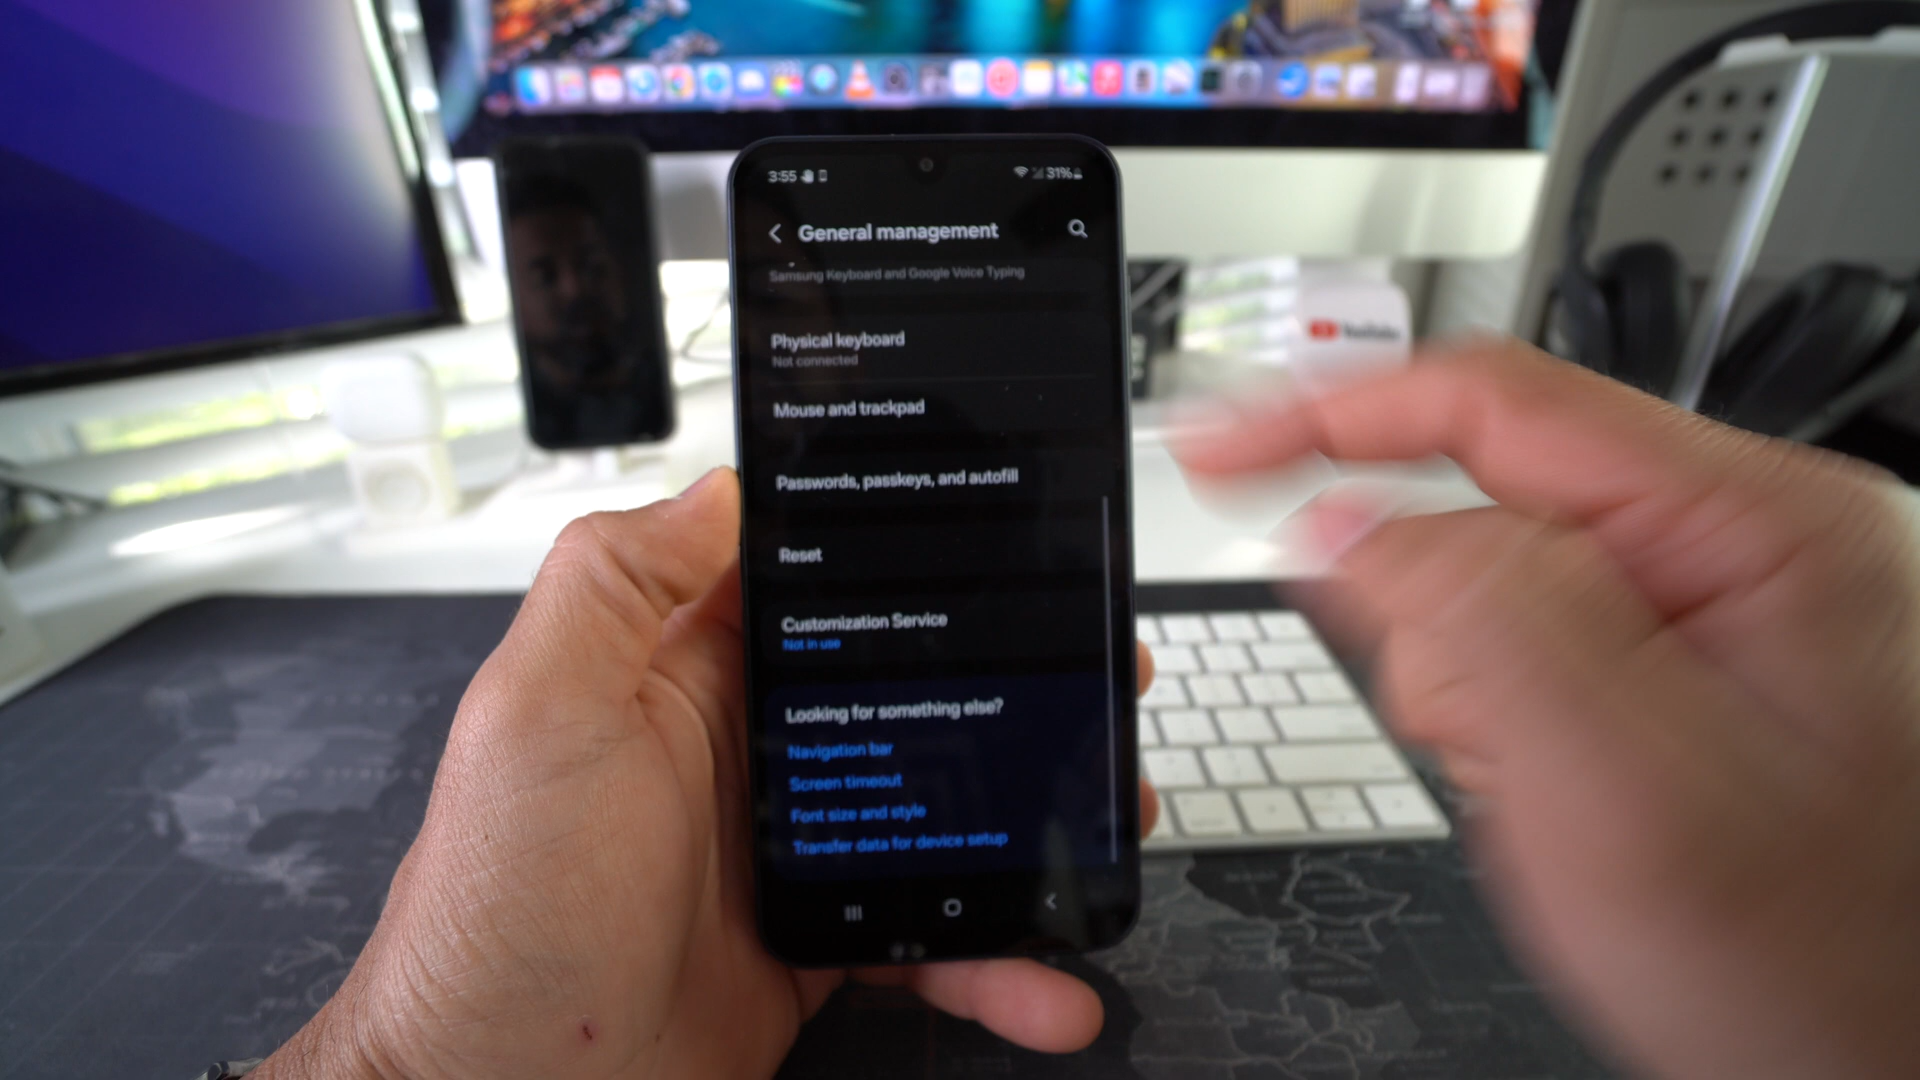 3:55
31%
General management
Samsung Keyboard and Google Voice Typing
Physical keyboard
Not connected
Mouse and trackpad
Passwords, passkeys, and autofill
Reset
Customization Service
Not in use
Looking for something else?
Navigation bar
Screen timeout
Font size and style
Transfer data for device setup
YouTube